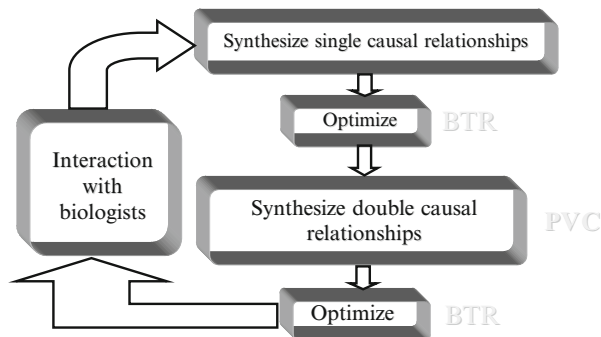 Synthesize single causal relationships
Optimize BTR
Interaction
with
biologists
Synthesize double causal
relationships
PVC
Optimize BTR